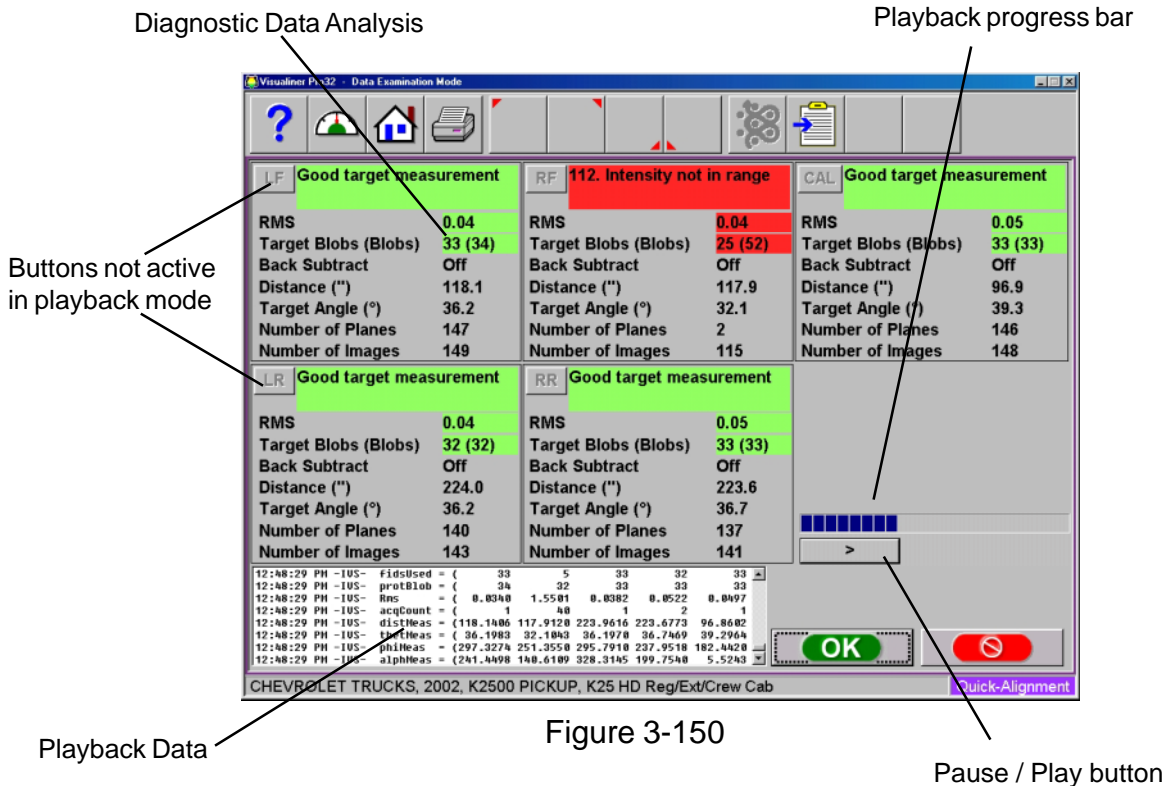 Diagnostic Data Analysis
Playback progress bar
Visualiner Pro32 - Data Examination Mode
LF Good target measurement
RMS 0.04
Target Blobs (Blobs) 33 (34)
Back Subtract Off
Distance (") 118.1
Target Angle (°) 36.2
Number of Planes 147
Number of Images 149
RF 112. Intensity not in range
RMS 0.04
Target Blobs (Blobs) 25 (52)
Back Subtract Off
Distance (") 117.9
Target Angle (°) 32.1
Number of Planes 2
Number of Images 115
CAL Good target measurement
RMS 0.05
Target Blobs (Blobs) 33 (33)
Back Subtract Off
Distance (") 96.9
Target Angle (°) 39.3
Number of Planes 146
Number of Images 148
Buttons not active
in playback mode
LR Good target measurement
RMS 0.04
Target Blobs (Blobs) 32 (32)
Back Subtract Off
Distance (") 224.0
Target Angle (°) 36.2
Number of Planes 140
Number of Images 143
RR Good target measurement
RMS 0.05
Target Blobs (Blobs) 33 (33)
Back Subtract Off
Distance (") 223.6
Target Angle (°) 36.7
Number of Planes 137
Number of Images 141
>
12:48:29 PM -IVS- fidsUsed = ( 33 5 33 32 33
12:48:29 PM -IVS- protBlob = ( 34 32 33 33 33
12:48:29 PM -IVS- Rms = ( 0.0340 1.5501 0.0382 0.0522 0.0497
12:48:29 PM -IVS- acqCount = ( 1 40 1 2 1
12:48:29 PM -IVS- distMeas = (118.1406 117.9120 223.9616 223.6773 96.8602
12:48:29 PM -IVS- thetMeas = ( 36.1983 32.1043 36.1970 36.7469 39.2964
12:48:29 PM -IVS- phiMeas = (297.3274 251.3550 295.7910 237.9518 182.4420
12:48:29 PM -IVS- alphMeas = (241.4498 140.6109 328.3145 199.7540 5.5243
OK
CHEVROLET TRUCKS, 2002, K2500 PICKUP, K25 HD Reg/Ext/Crew Cab
Quick-Alignment
Figure 3-150
Playback Data
Pause / Play button